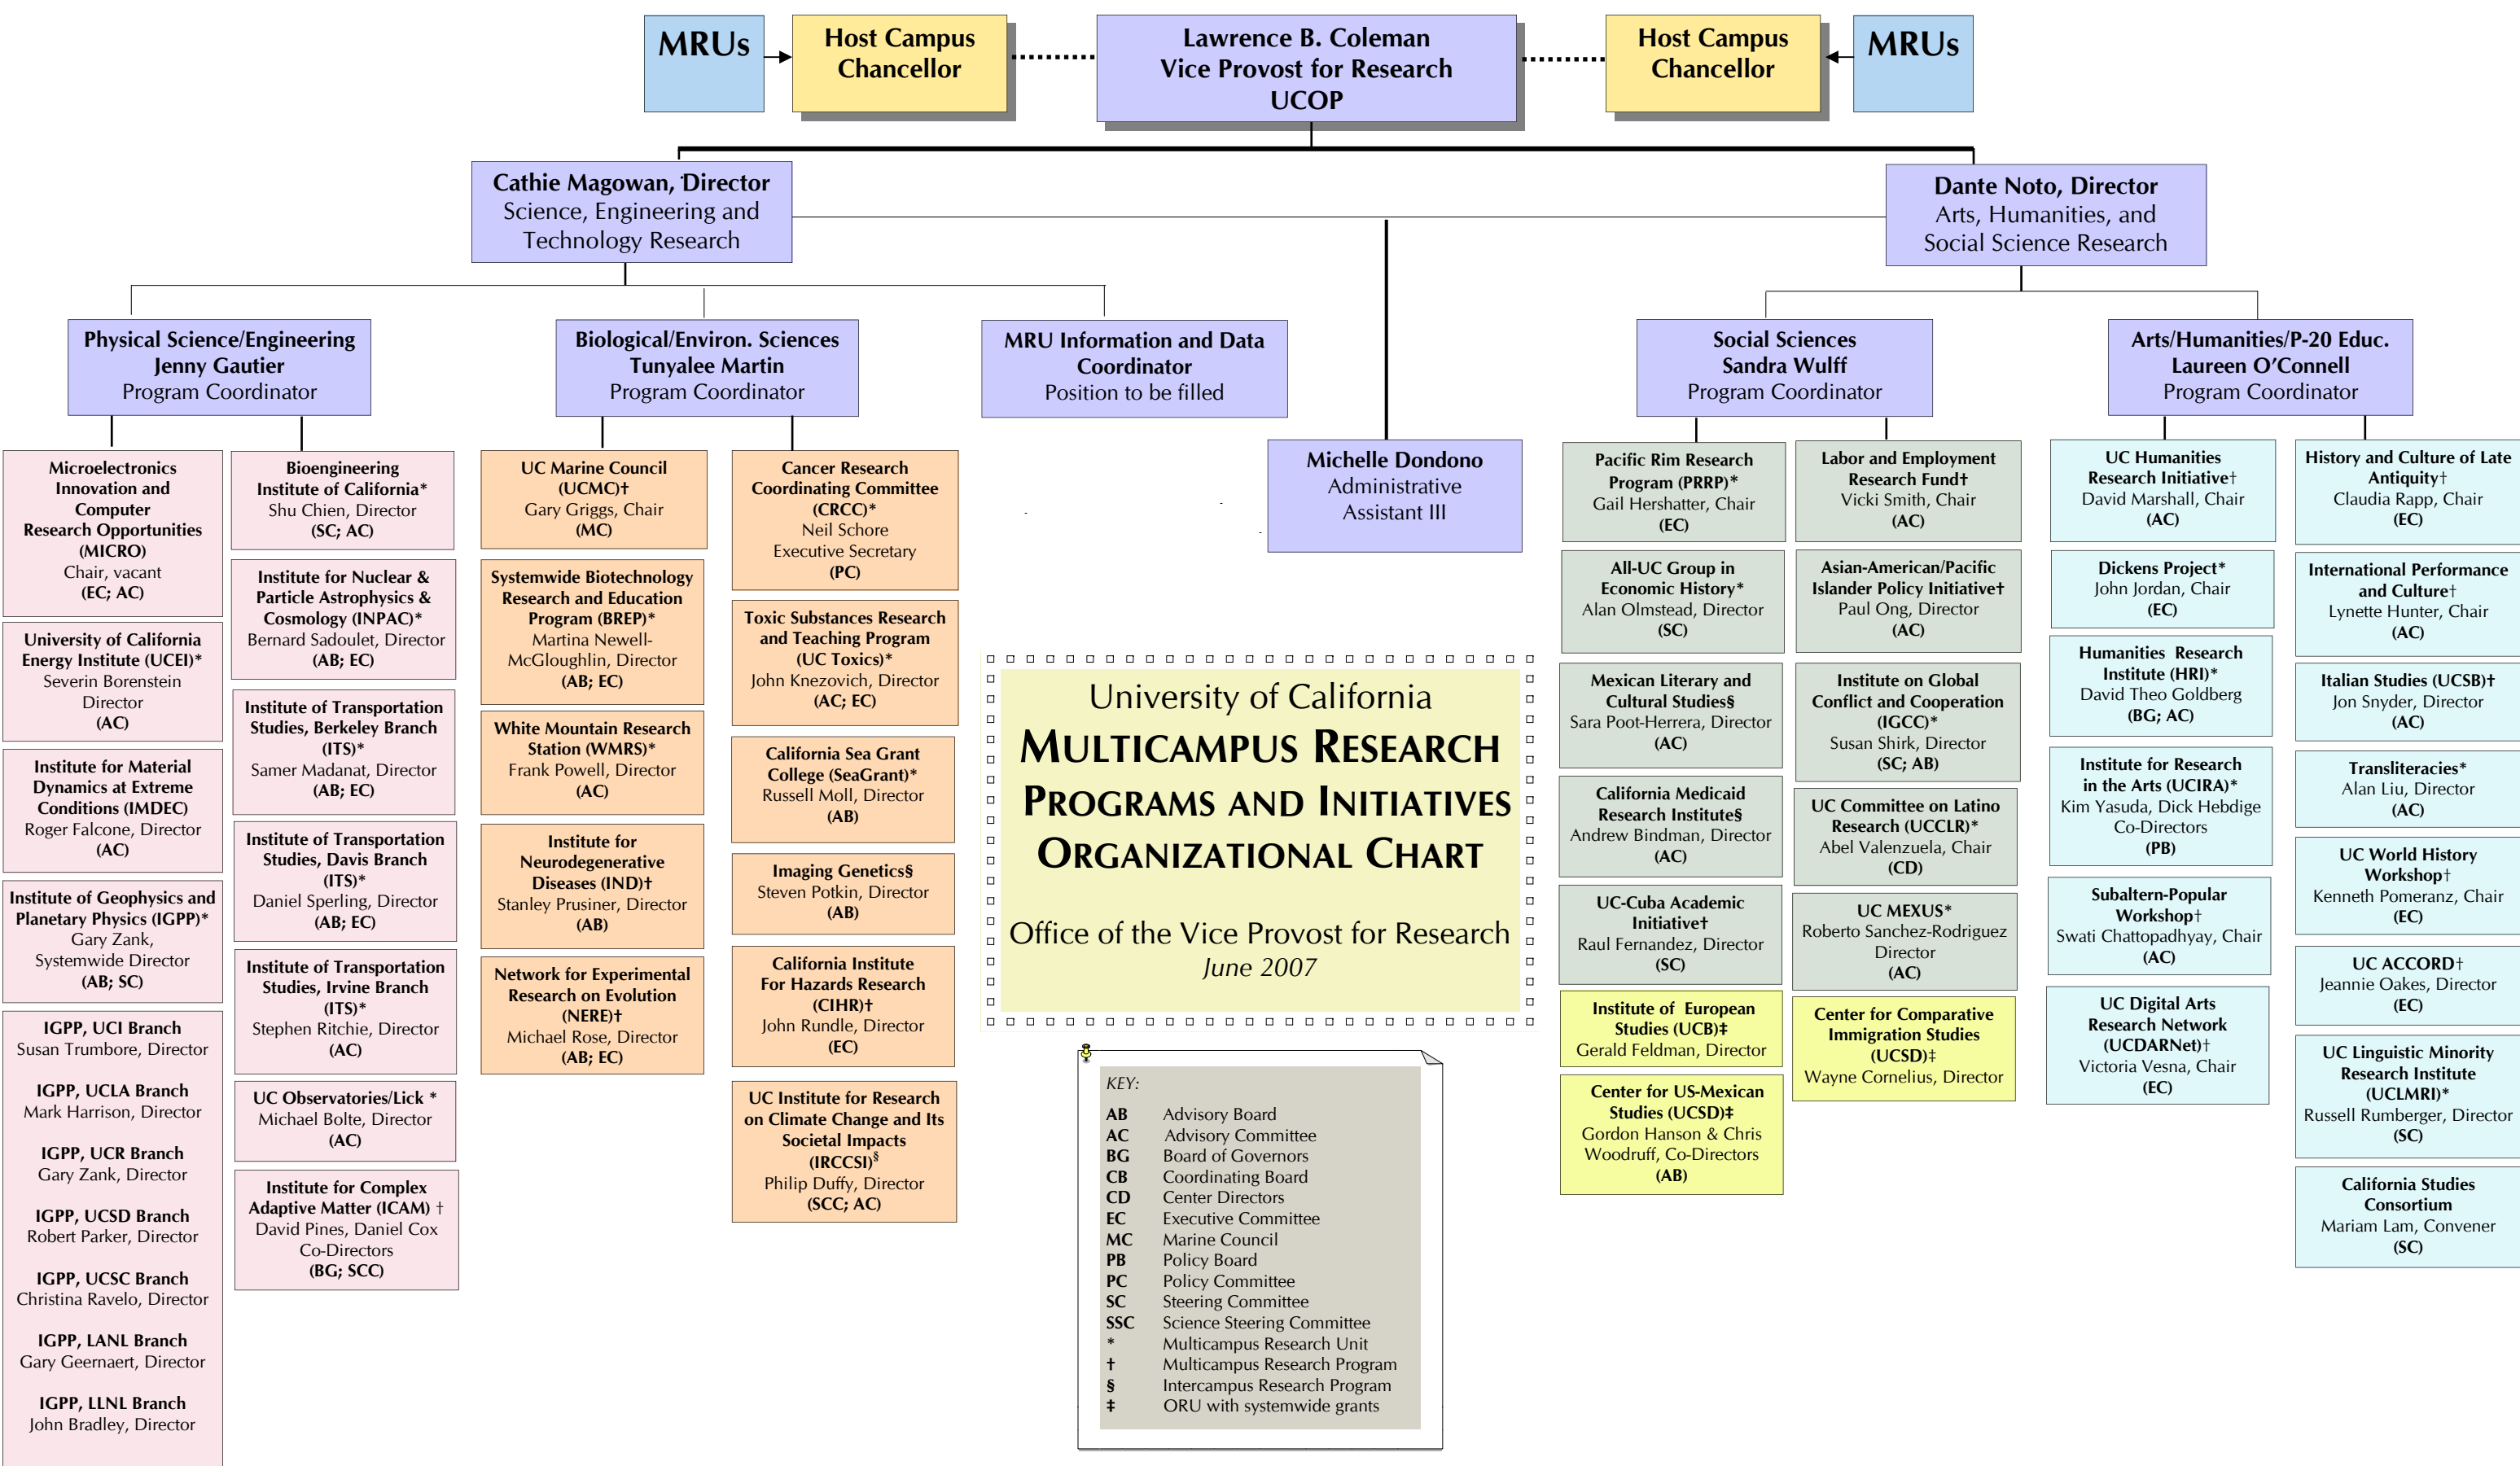 MRUs
Host Campus
Chancellor
Lawrence B. Coleman
Vice Provost for Research
UCOP
Host Campus
Chancellor
MRUs
Cathie Magowan, Director
Science, Engineering and
Technology Research
Dante Noto, Director
Arts, Humanities, and
Social Science Research
Physical Science/Engineering
Jenny Gautier
Program Coordinator
Biological/Environ. Sciences
Tunyalee Martin
Program Coordinator
MRU Information and Data
Coordinator
Position to be filled
Social Sciences
Sandra Wulff
Program Coordinator
Arts/Humanities/P-20 Educ.
Laureen O'Connell
Program Coordinator
Michelle Dondono
Administrative
Assistant III
Microelectronics
Innovation and
Computer
Research Opportunities
(MICRO)
Chair, vacant
(EC; AC)
University of California
Energy Institute (UCEI)*
Severin Borenstein
Director
(AC)
Institute for Material
Dynamics at Extreme
Conditions (IMDEC)
Roger Falcone, Director
(AC)
Institute of Geophysics and
Planetary Physics (IGPP)*
Gary Zank,
Systemwide Director
(AB; SC)
IGPP, UCI Branch
Susan Trumbore, Director
IGPP, UCLA Branch
Mark Harrison, Director
IGPP, UCR Branch
Gary Zank, Director
IGPP, UCSD Branch
Robert Parker, Director
IGPP, UCSC Branch
Christina Ravelo, Director
IGPP, LANL Branch
Gary Geernaert, Director
IGPP, LLNL Branch
John Bradley, Director
Bioengineering
Institute of California*
Shu Chien, Director
(SC; AC)
Institute for Nuclear &
Particle Astrophysics &
Cosmology (INPAC)*
Bernard Sadoulet, Director
(AB; EC)
Institute of Transportation
Studies, Berkeley Branch
(ITS)*
Samer Madanat, Director
(AB; EC)
Institute of Transportation
Studies, Davis Branch
(ITS)*
Daniel Sperling, Director
(AB; EC)
Institute of Transportation
Studies, Irvine Branch
(ITS)*
Stephen Ritchie, Director
(AC)
UC Observatories/Lick *
Michael Bolte, Director
(AC)
Institute for Complex
Adaptive Matter (ICAM) †
David Pines, Daniel Cox
Co-Directors
(BG; SCC)
UC Marine Council
(UCMC)†
Gary Griggs, Chair
(MC)
Systemwide Biotechnology
Research and Education
Program (BREP)*
Martina Newell-
McGloughlin, Director
(AB; EC)
White Mountain Research
Station (WMRS)*
Frank Powell, Director
(AC)
Institute for
Neurodegenerative
Diseases (IND)†
Stanley Prusiner, Director
(AB)
Network for Experimental
Research on Evolution
(NERE)†
Michael Rose, Director
(AB; EC)
Cancer Research
Coordinating Committee
(CRCC)*
Neil Schore
Executive Secretary
(PC)
Toxic Substances Research
and Teaching Program
(UC Toxics)*
John Knezovich, Director
(AC; EC)
California Sea Grant
College (SeaGrant)*
Russell Moll, Director
(AB)
Imaging Genetics§
Steven Potkin, Director
(AB)
California Institute
For Hazards Research
(CIHR)†
John Rundle, Director
(EC)
UC Institute for Research
on Climate Change and Its
Societal Impacts
(IRCCSI)§
Philip Duffy, Director
(SCC; AC)
University of California
MULTICAMPUS RESEARCH
PROGRAMS AND INITIATIVES
ORGANIZATIONAL CHART
Office of the Vice Provost for Research
June 2007
KEY:
AB Advisory Board
AC Advisory Committee
BG Board of Governors
CB Coordinating Board
CD Center Directors
EC Executive Committee
MC Marine Council
PB Policy Board
PC Policy Committee
SC Steering Committee
SSC Science Steering Committee
* Multicampus Research Unit
† Multicampus Research Program
§ Intercampus Research Program
‡ ORU with systemwide grants
Pacific Rim Research
Program (PRRP)*
Gail Hershatter, Chair
(EC)
All-UC Group in
Economic History*
Alan Olmstead, Director
(SC)
Mexican Literary and
Cultural Studies§
Sara Poot-Herrera, Director
(AC)
California Medicaid
Research Institute§
Andrew Bindman, Director
(AC)
UC-Cuba Academic
Initiative†
Raul Fernandez, Director
(SC)
Institute of European
Studies (UCB)‡
Gerald Feldman, Director
Center for US-Mexican
Studies (UCSD)‡
Gordon Hanson & Chris
Woodruff, Co-Directors
(AB)
Labor and Employment
Research Fund†
Vicki Smith, Chair
(AC)
Asian-American/Pacific
Islander Policy Initiative†
Paul Ong, Director
(AC)
Institute on Global
Conflict and Cooperation
(IGCC)*
Susan Shirk, Director
(SC; AB)
UC Committee on Latino
Research (UCCLR)*
Abel Valenzuela, Chair
(CD)
UC MEXUS*
Roberto Sanchez-Rodriguez
Director
(AC)
Center for Comparative
Immigration Studies
(UCSD)‡
Wayne Cornelius, Director
UC Humanities
Research Initiative†
David Marshall, Chair
(AC)
Dickens Project*
John Jordan, Chair
(EC)
Humanities Research
Institute (HRI)*
David Theo Goldberg
(BG; AC)
Institute for Research
in the Arts (UCIRA)*
Kim Yasuda, Dick Hebdige
Co-Directors
(PB)
Subaltern-Popular
Workshop†
Swati Chattopadhyay, Chair
(AC)
UC Digital Arts
Research Network
(UCDARNet)†
Victoria Vesna, Chair
(EC)
History and Culture of Late
Antiquity†
Claudia Rapp, Chair
(EC)
International Performance
and Culture†
Lynette Hunter, Chair
(AC)
Italian Studies (UCSB)†
Jon Snyder, Director
(AC)
Transliteracies*
Alan Liu, Director
(AC)
UC World History
Workshop†
Kenneth Pomeranz, Chair
(EC)
UC ACCORD†
Jeannie Oakes, Director
(EC)
UC Linguistic Minority
Research Institute
(UCLMRI)*
Russell Rumberger, Director
(SC)
California Studies
Consortium
Mariam Lam, Convener
(SC)